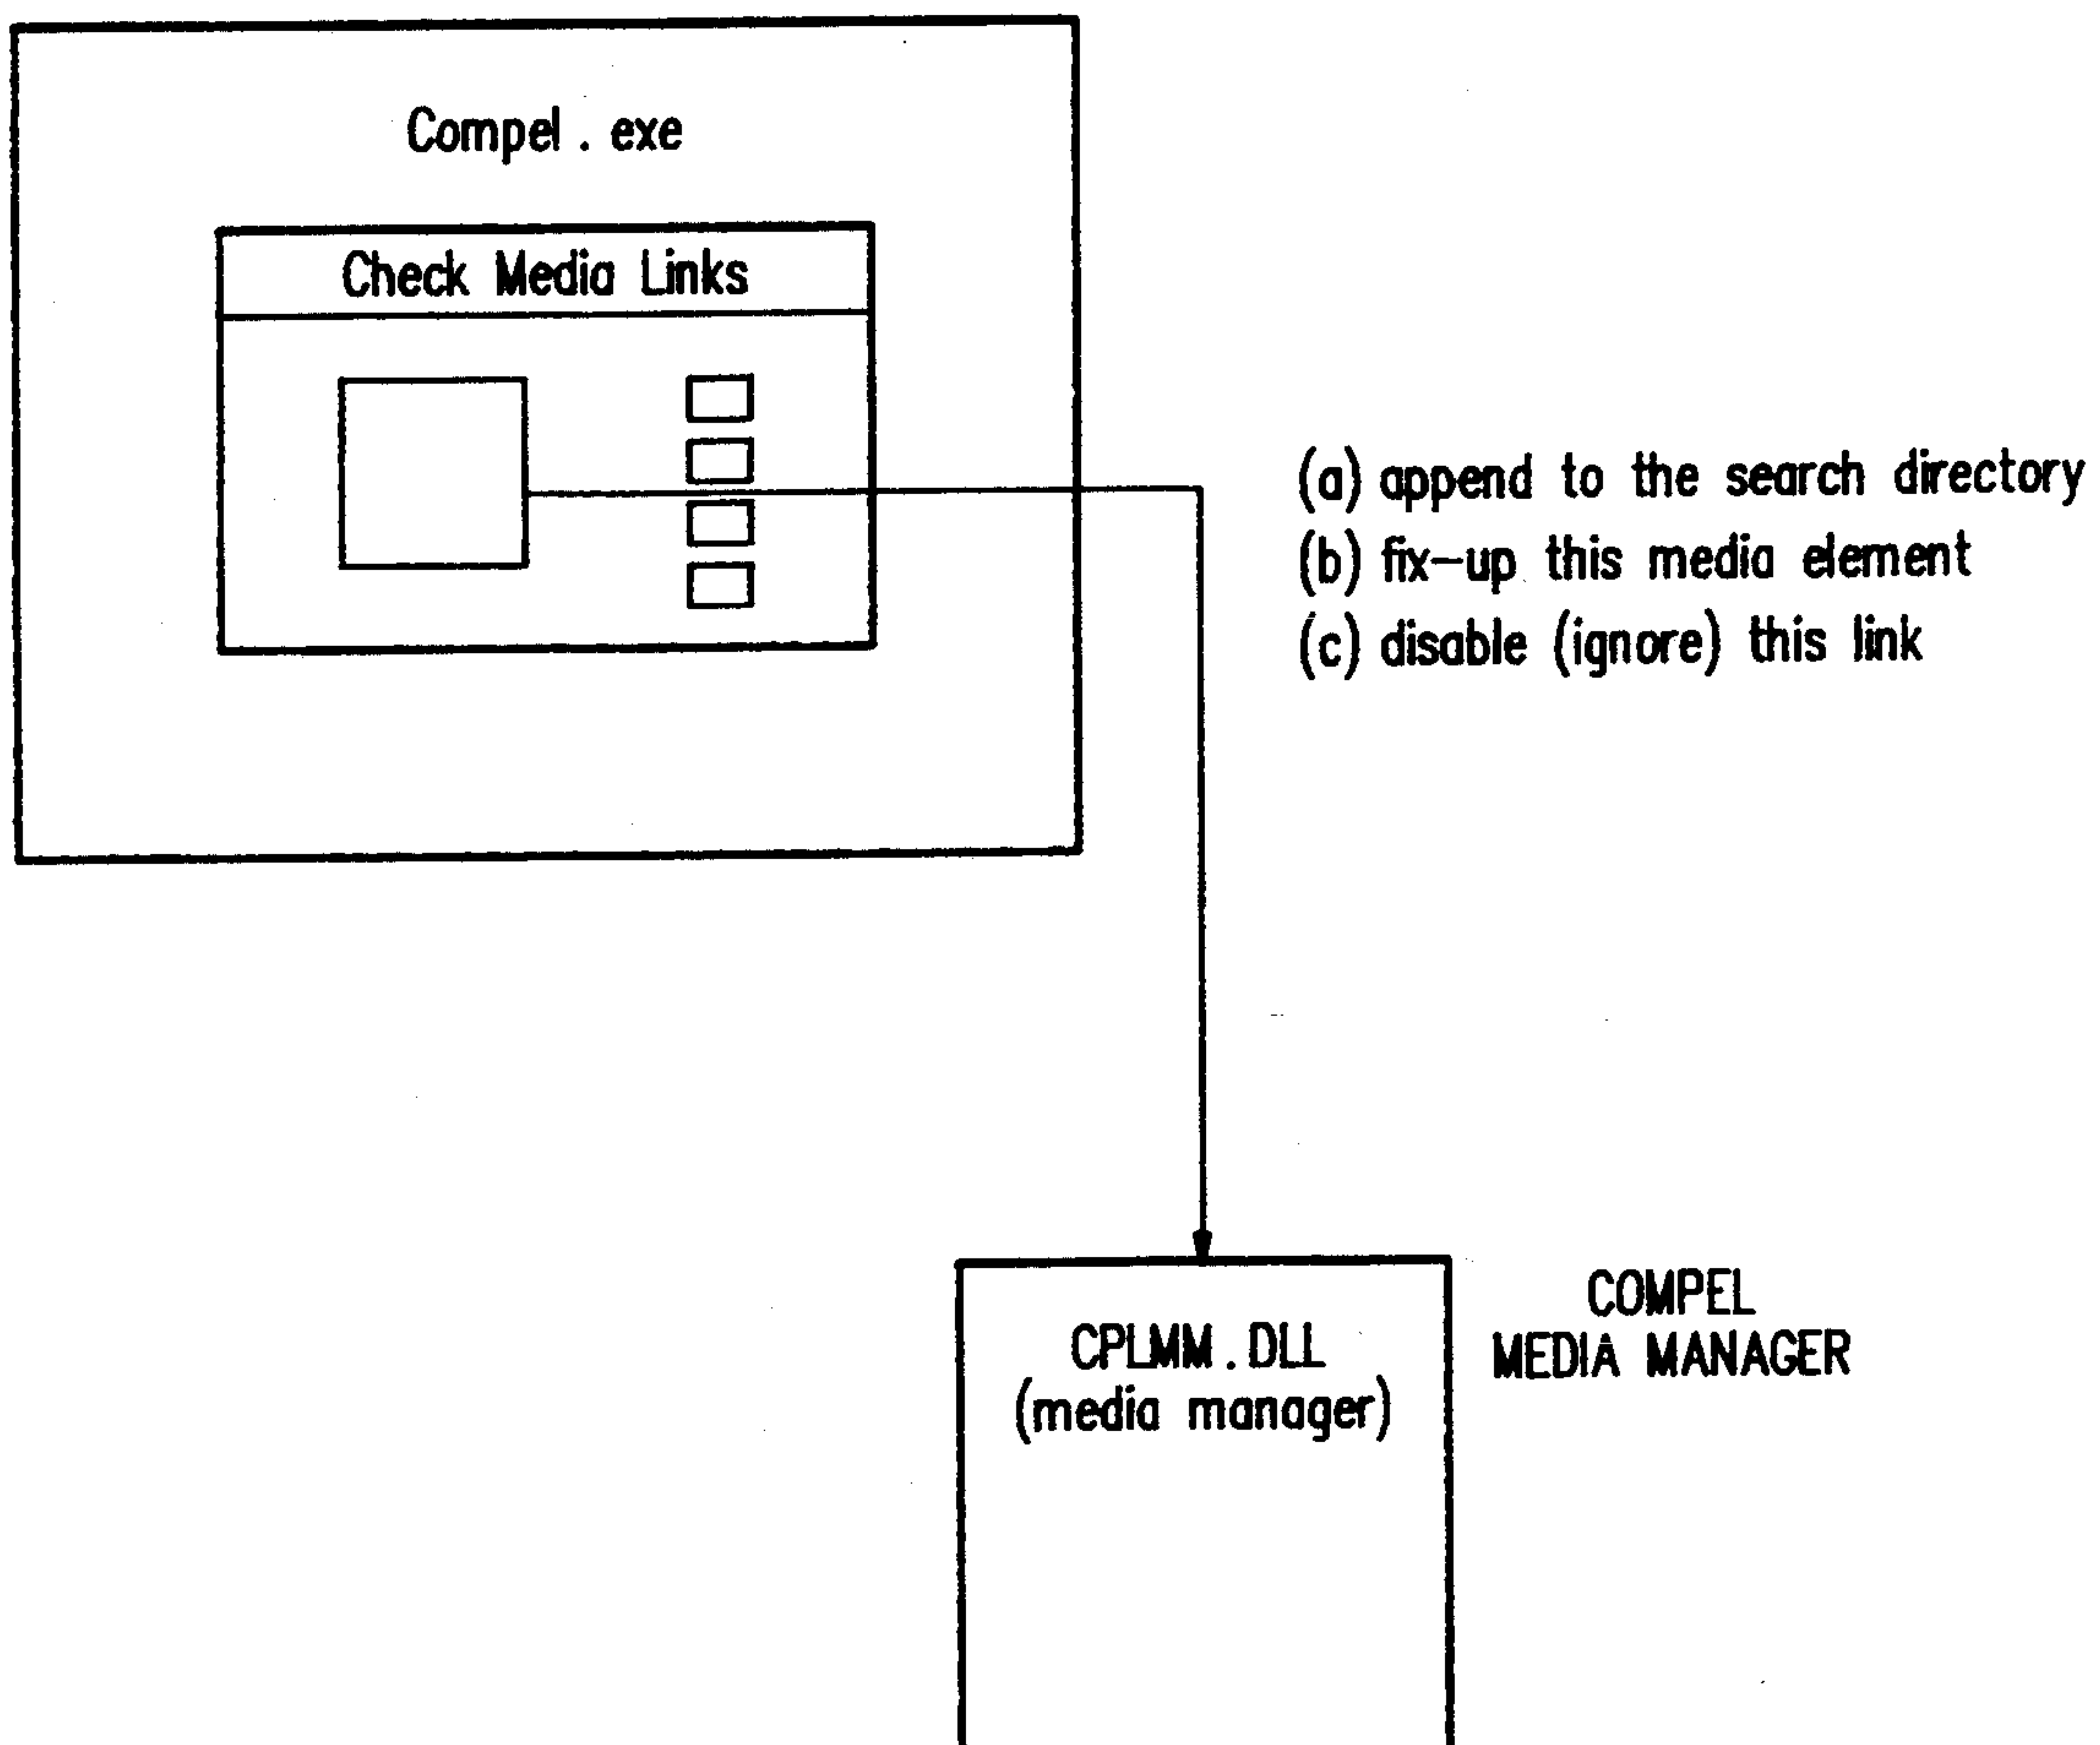 Compel . exe
Check Media Links
(a) append to the search directory
(b) fix-up this media element
(c) disable (ignore) this link
CPLMM . DLL
(media manager)
COMPEL
MEDIA MANAGER